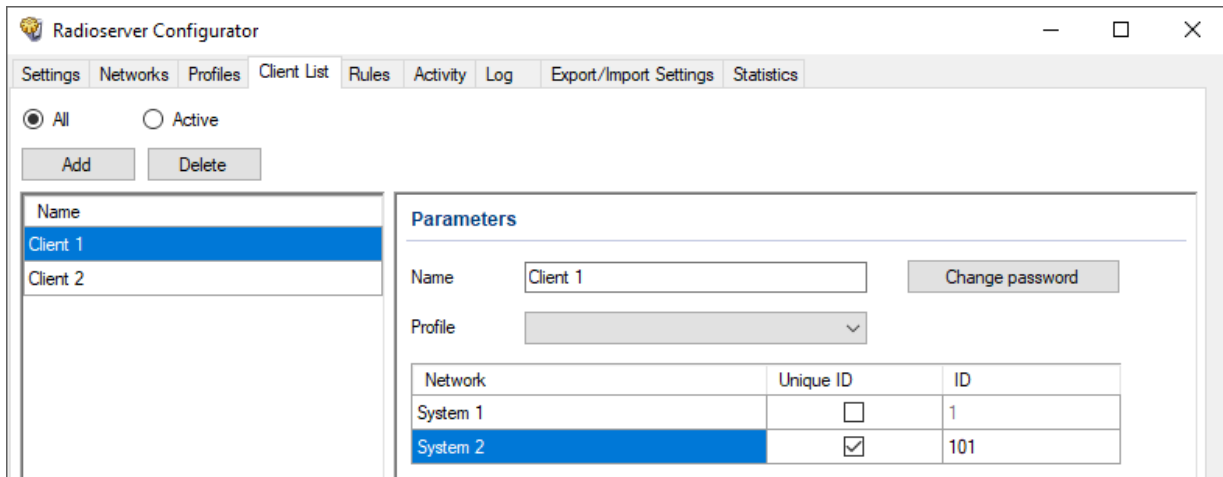 Radioserver Configurator
Settings Networks Profiles Client List Rules Activity Log Export/Import Settings Statistics
All Active
Add Delete
Name
Client 1
Client 2
Parameters
Name Client 1 Change password
Profile
Network Unique ID ID
System 1 1
System 2 101